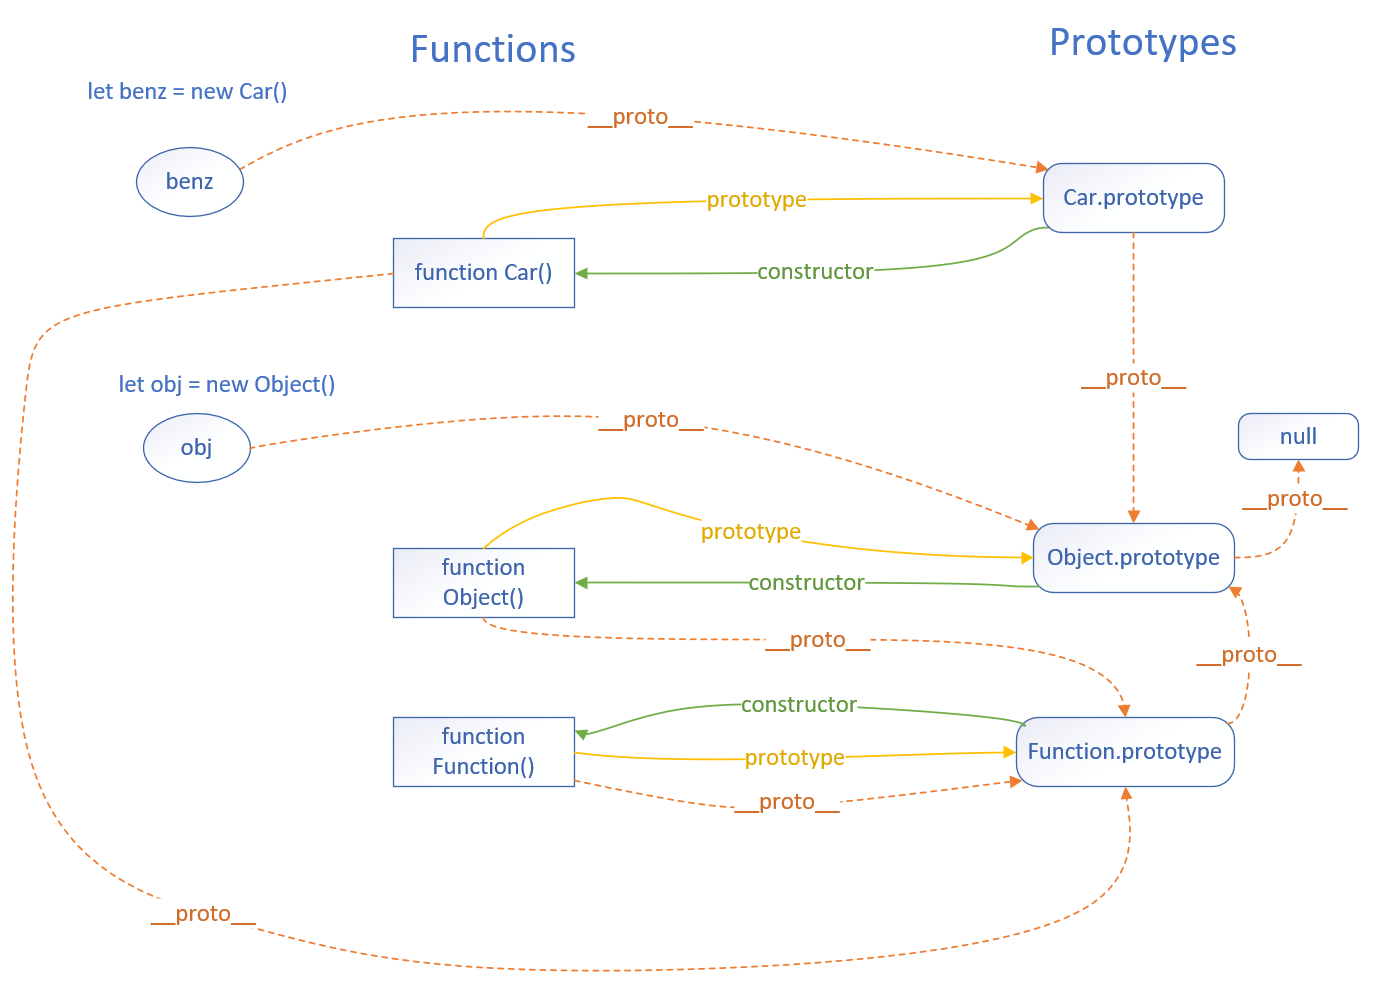 Functions
Prototypes
let benz = new Car()
__proto__
benz
prototype
Car.prototype
function Car()
constructor
__proto__
let obj = new Object()
__proto__
obj
null
__proto__
prototype
Object.prototype
function
Object()
constructor
__proto__
__proto__
constructor
function
Function()
prototype
Function.prototype
__proto__
__proto__